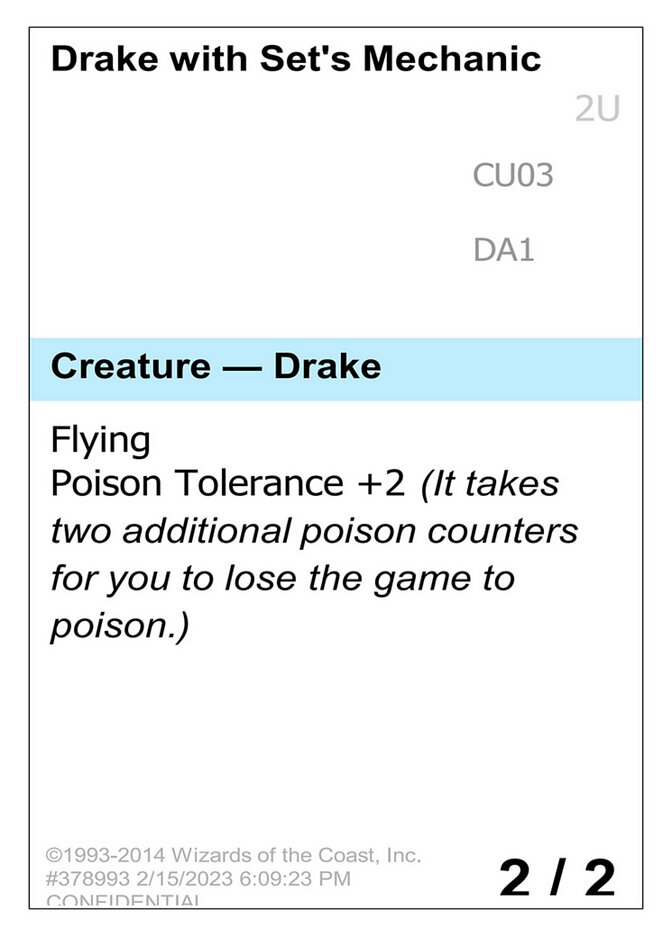 Drake with Set's Mechanic
2U
CU03
DA1
Creature — Drake
Flying
Poison Tolerance +2 (It takes
two additional poison counters
for you to lose the game to
poison.)
©1993-2014 Wizards of the Coast, Inc.
#378993 2/15/2023 6:09:23 PM
CONFIDENTIAL
2 / 2